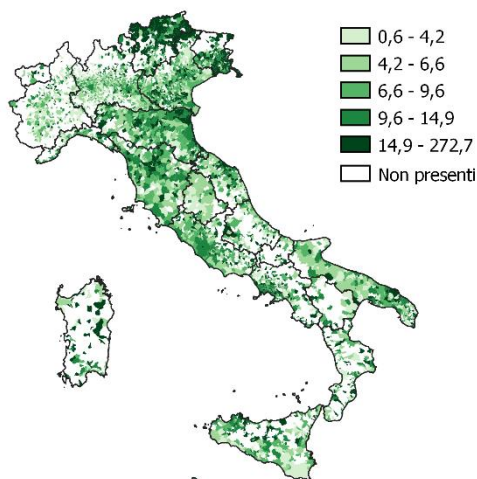 0,6 - 4,2
4,2 - 6,6
6,6 - 9,6
9,6 - 14,9
14,9 - 272,7
Non presenti